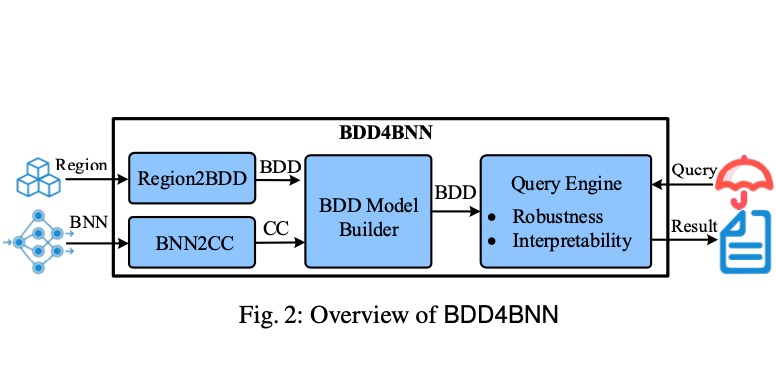 BDD4BNN
Region
Region2BDD
BDD
BNN
BNN2CC
CC
BDD Model
Builder
BDD
Query Engine
• Robustness
• Interpretability
Query
Result
Fig. 2: Overview of BDD4BNN